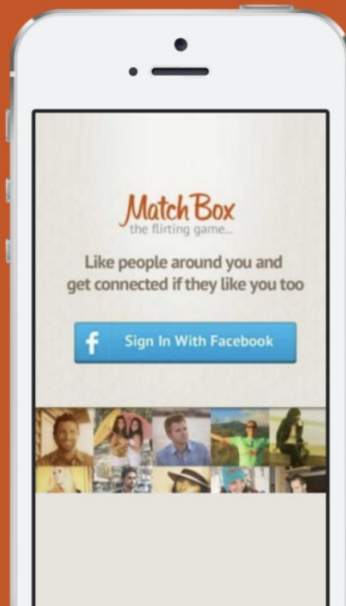 Match Box
the flirting game...
Like people around you and
get connected if they like you too
f Sign In With Facebook